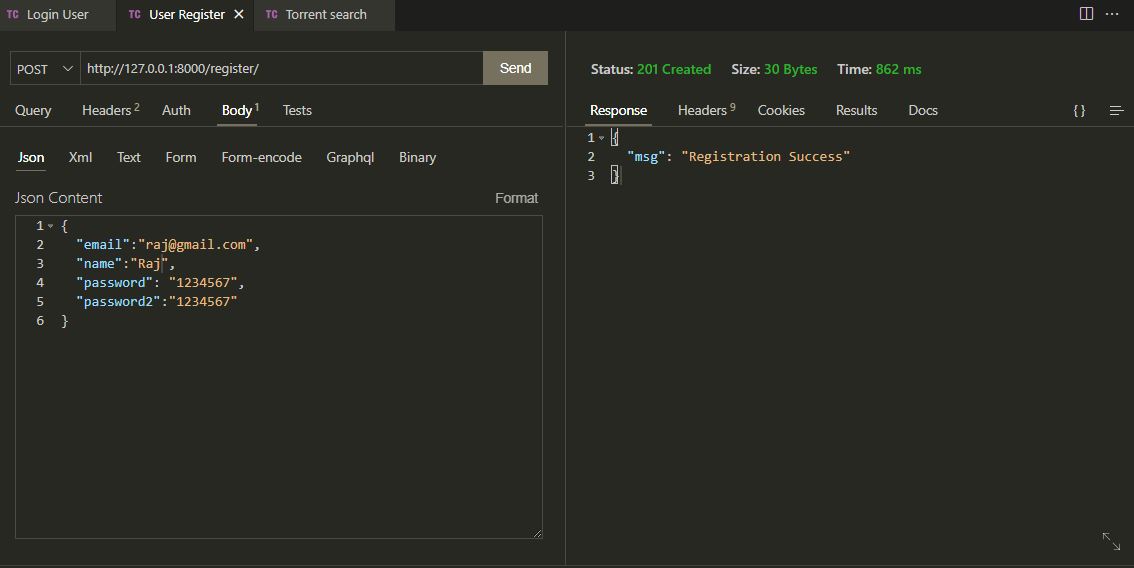 TC Login User TC User Register × TC Torrent search ...
POST http://127.0.0.1:8000/register/ Send
Query Headers 2 Auth Body 1 Tests
Json Xml Text Form Form-encode Graphql Binary
Json Content Format
1 {
2 "email":"raj@gmail.com",
3 "name":"Raj",
4 "password": "1234567",
5 "password2":"1234567"
6 }
Status: 201 Created Size: 30 Bytes Time: 862 ms
Response Headers 9 Cookies Results Docs {}
1 {
2 "msg": "Registration Success"
3 }